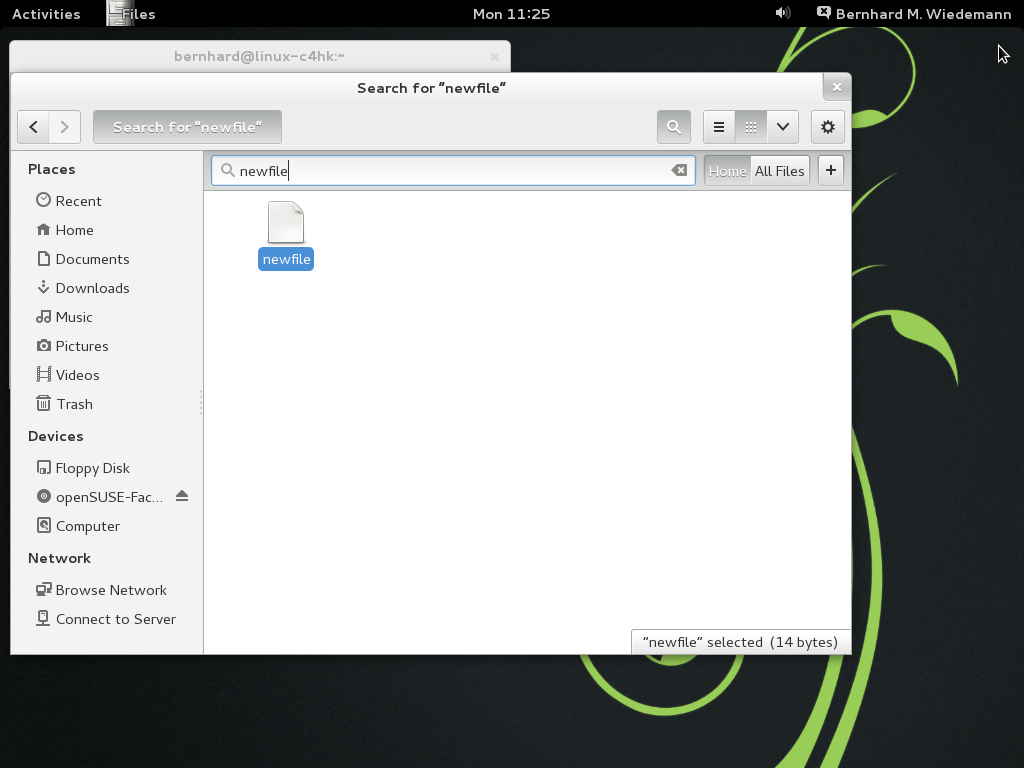 Activities Files Mon 11:25 Bernhard M. Wiedemann
bernhard@linux-c4hk:~
Search for "newfile"
Search for "newfile"
newfile Home All Files
Places
Recent
Home
Documents
Downloads
Music
Pictures
Videos
Trash
Devices
Floppy Disk
openSUSE-Fac...
Computer
Network
Browse Network
Connect to Server
newfile
"newfile" selected (14 bytes)